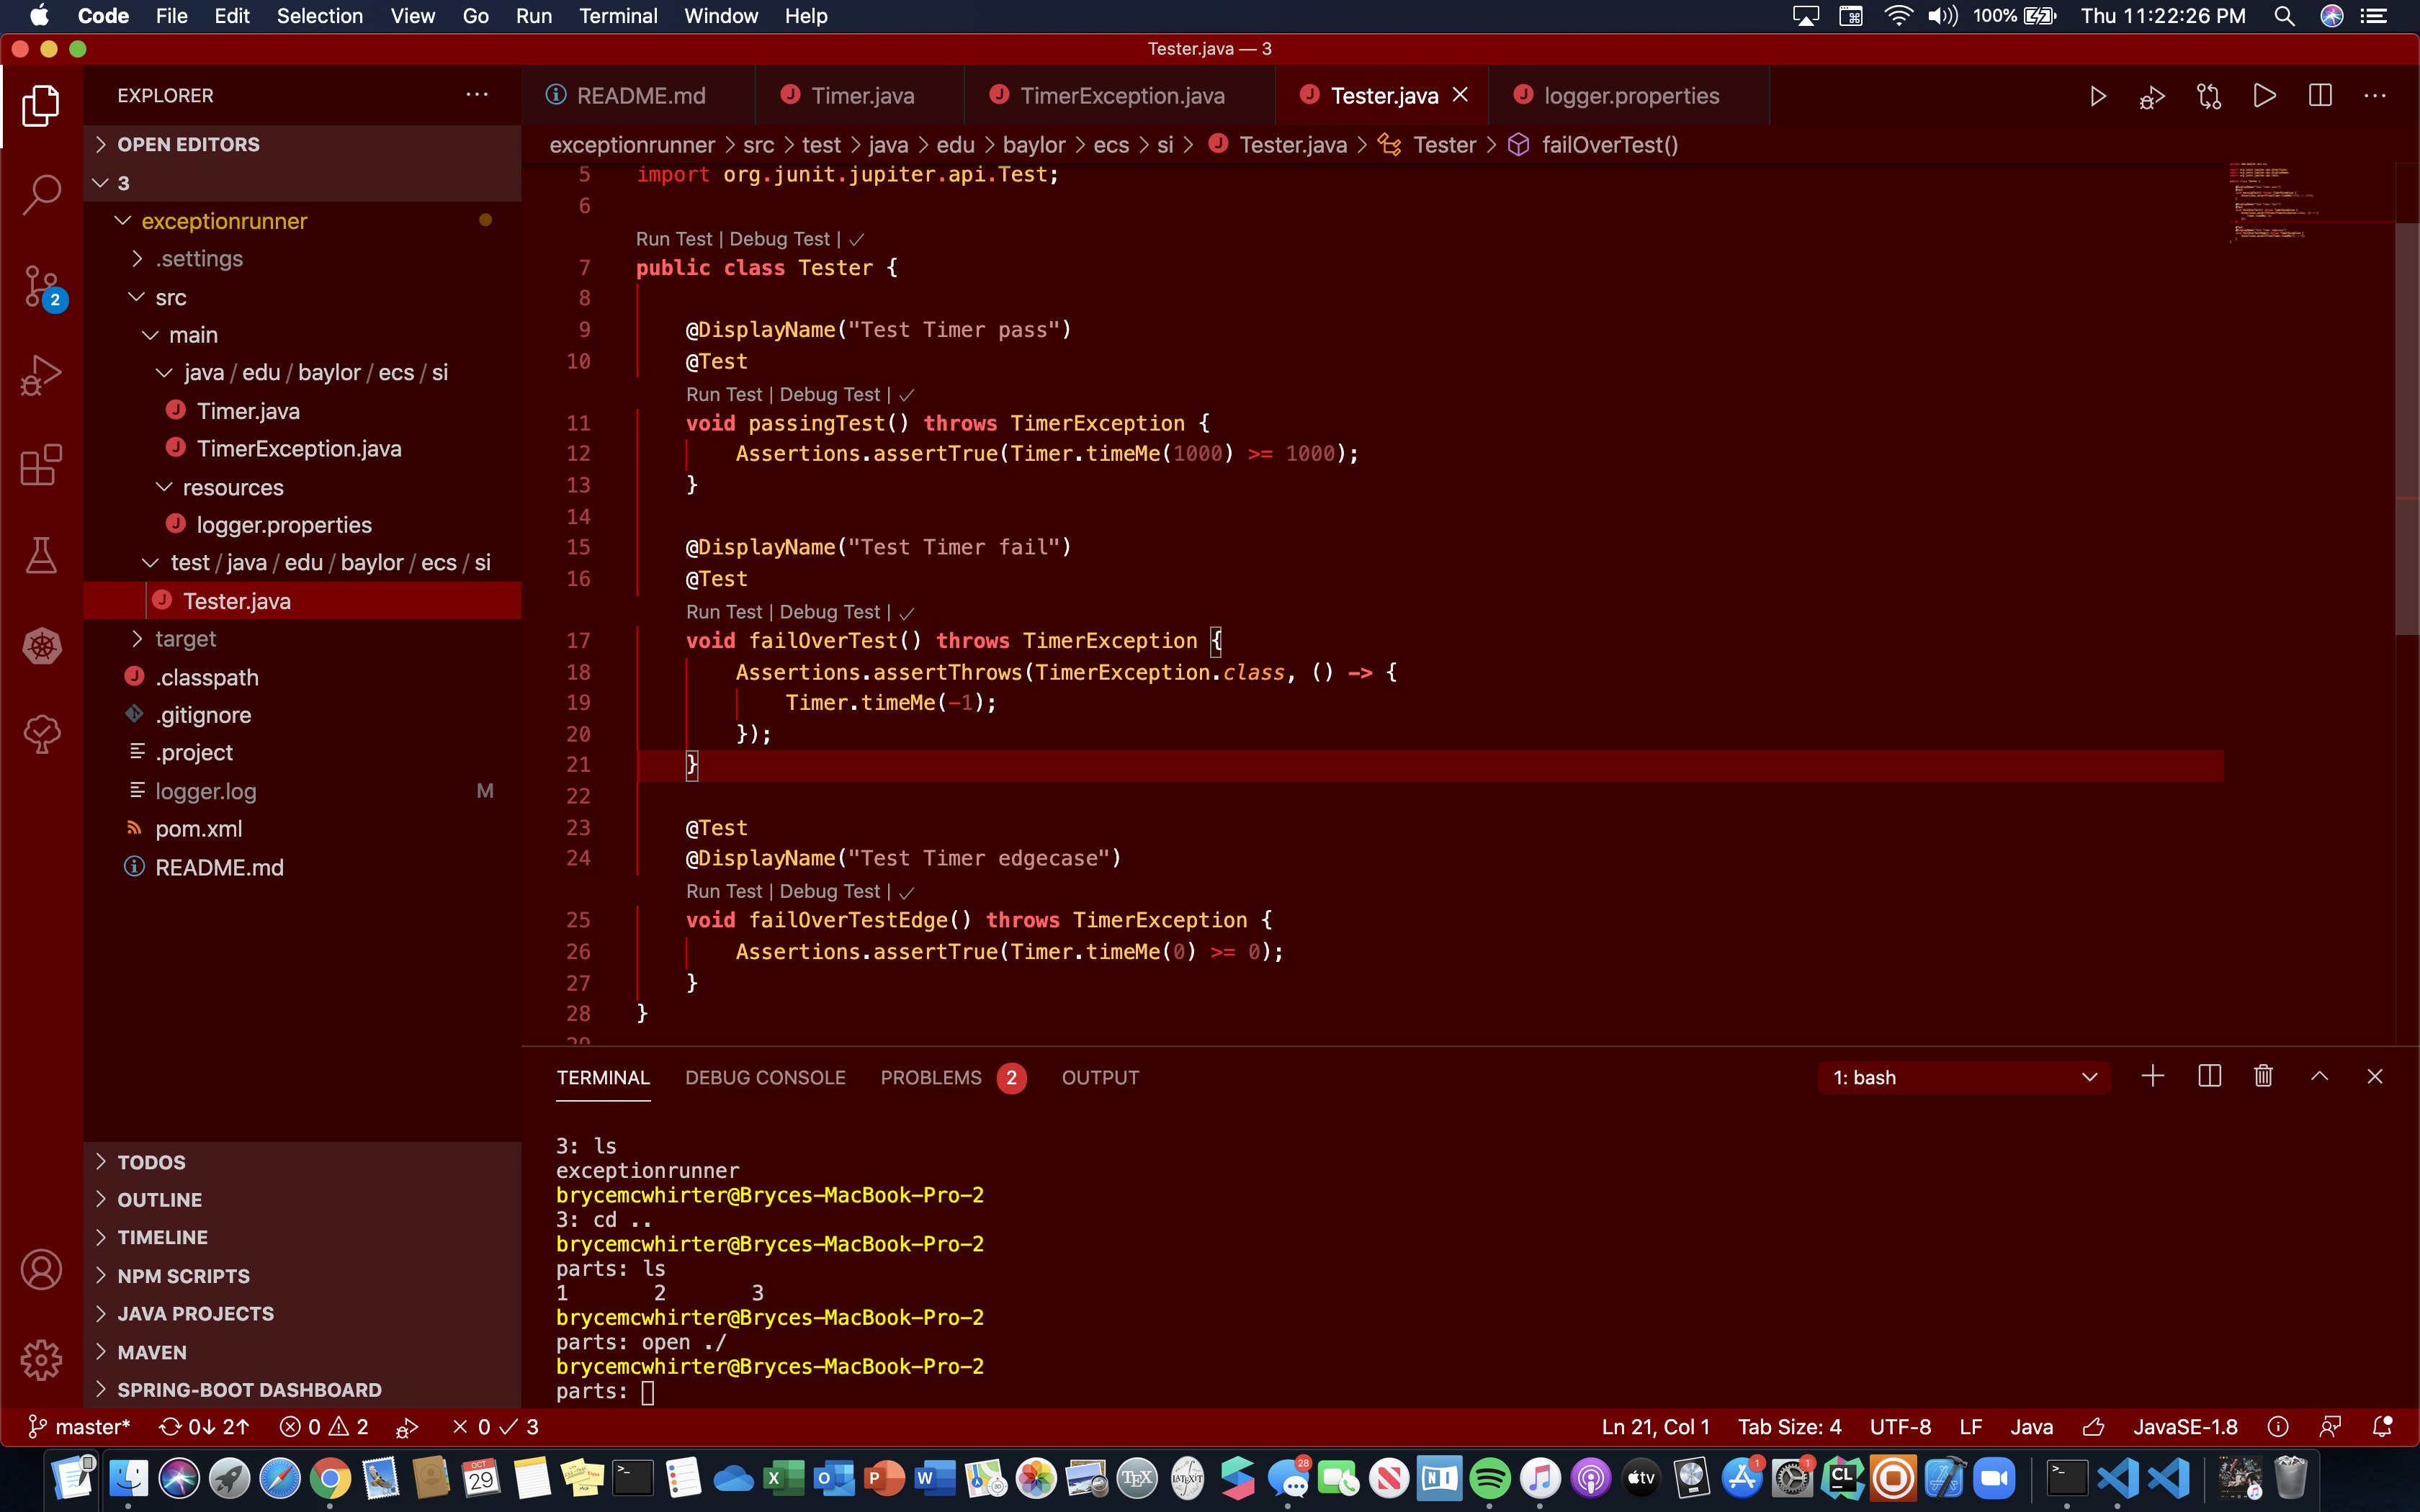 Code File Edit Selection View Go Run Terminal Window Help 100% Thu 11:22:26 PM
Tester.java — 3
EXPLORER
README.md Timer.java TimerException.java Tester.java logger.properties
OPEN EDITORS
exceptionrunner > src > test > java > edu > baylor > ecs > si > Tester.java > Tester > failOverTest()
3
exceptionrunner
.settings
src
main
java / edu / baylor / ecs / si
Timer.java
TimerException.java
resources
logger.properties
test / java / edu / baylor / ecs / si
Tester.java
target
.classpath
.gitignore
.project
logger.log M
pom.xml
README.md
TODOS
OUTLINE
TIMELINE
NPM SCRIPTS
JAVA PROJECTS
MAVEN
SPRING-BOOT DASHBOARD
2
5 import org.junit.jupiter.api.Test;
6
Run Test | Debug Test | ✓
7 public class Tester {
8
9 @DisplayName("Test Timer pass")
10 @Test
Run Test | Debug Test | ✓
11 void passingTest() throws TimerException {
12 Assertions.assertTrue(Timer.timeMe(1000) >= 1000);
13 }
14
15 @DisplayName("Test Timer fail")
16 @Test
Run Test | Debug Test | ✓
17 void failOverTest() throws TimerException {
18 Assertions.assertThrows(TimerException.class, () -> {
19 Timer.timeMe(-1);
20 });
21 }
22
23 @Test
24 @DisplayName("Test Timer edgecase")
Run Test | Debug Test | ✓
25 void failOverTestEdge() throws TimerException {
26 Assertions.assertTrue(Timer.timeMe(0) >= 0);
27 }
28 }
29
TERMINAL DEBUG CONSOLE PROBLEMS 2 OUTPUT 1: bash
3: ls
exceptionrunner
brycemcwhirter@Bryces-MacBook-Pro-2
3: cd ..
brycemcwhirter@Bryces-MacBook-Pro-2
parts: ls
1 2 3
brycemcwhirter@Bryces-MacBook-Pro-2
parts: open ./
brycemcwhirter@Bryces-MacBook-Pro-2
parts:
master* 0↓ 2↑ 0 2 0 ✓ 3 Ln 21, Col 1 Tab Size: 4 UTF-8 LF Java JavaSE-1.8
OCT 29 X O P W TEX LATEX 28 N NI tv 1 1 CL